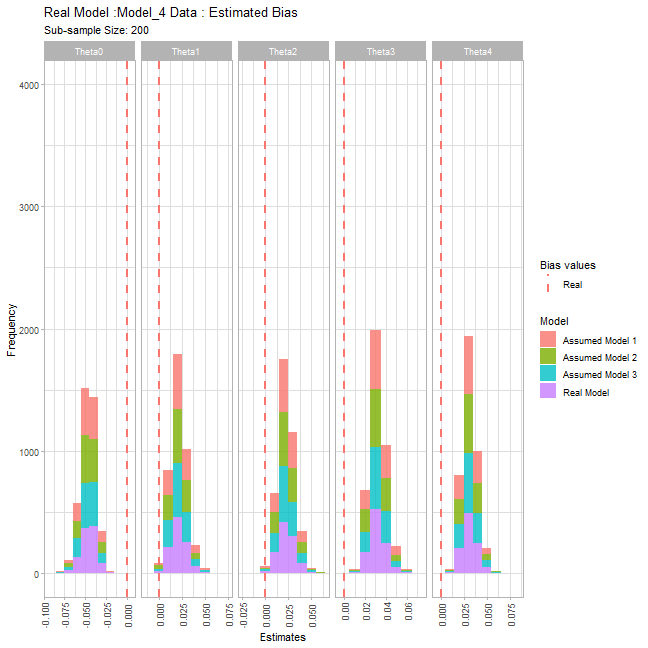 Real Model :Model_4 Data : Estimated Bias
Sub-sample Size: 200
Theta0 Theta1 Theta2 Theta3 Theta4
4000
3000
2000
1000
0
Frequency
-0.100 -0.075 -0.050 -0.025 0.000
0.000 0.025 0.050 0.075
-0.025 0.000 0.025 0.050
0.00 0.02 0.04 0.06
0.000 0.025 0.050 0.075
Estimates
Bias values
Real
Model
Assumed Model 1
Assumed Model 2
Assumed Model 3
Real Model